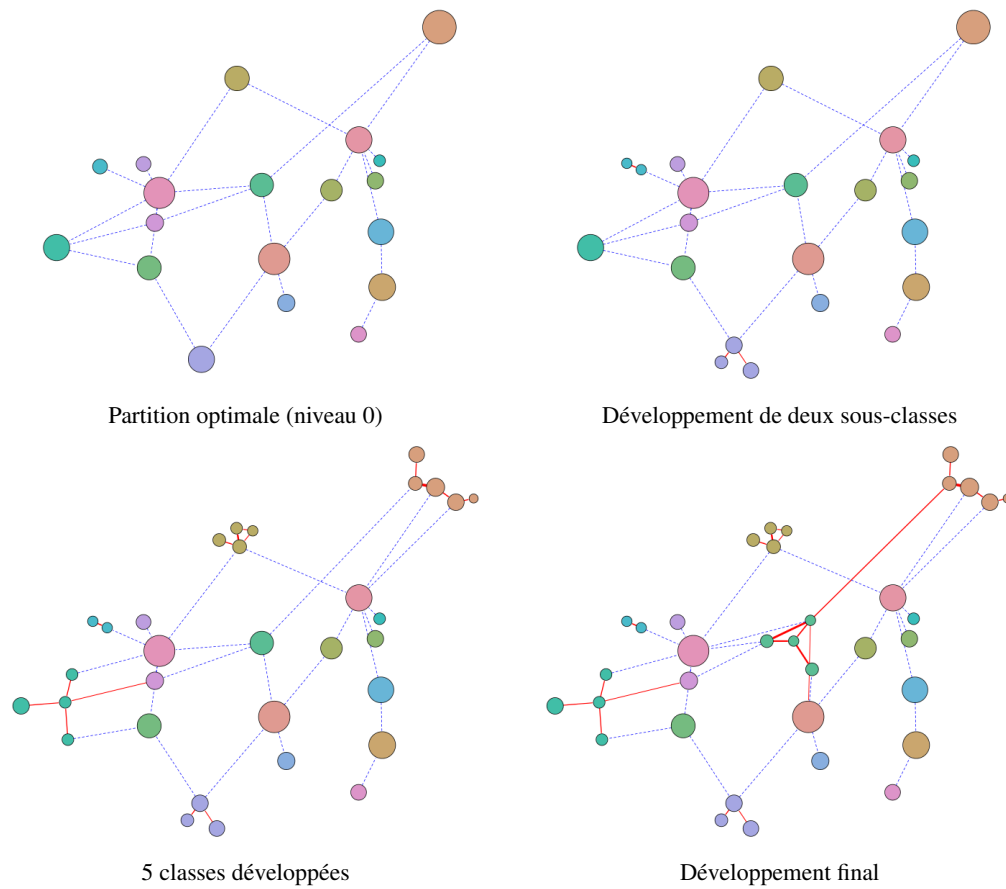 Partition optimale (niveau 0)
Développement de deux sous-classes
5 classes développées
Développement final